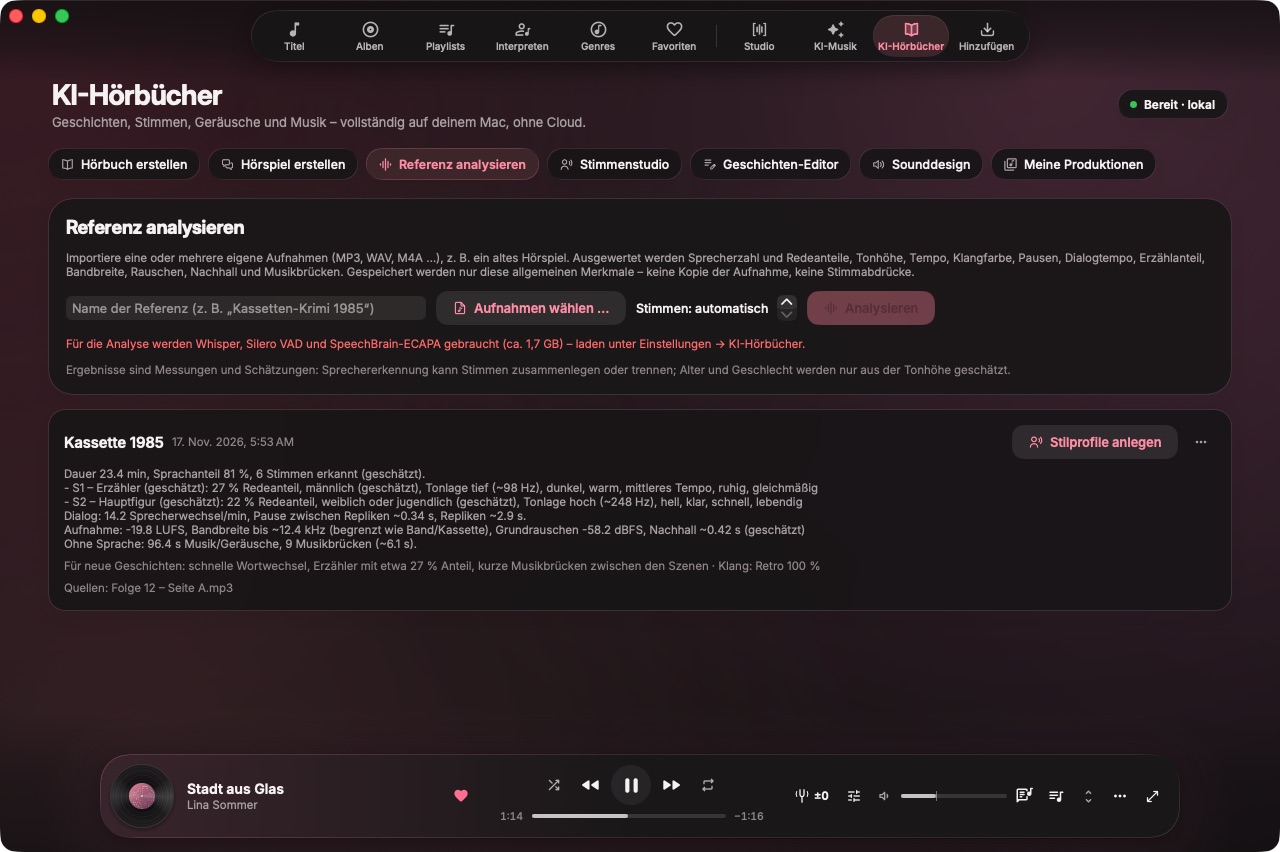 Titel
Alben
Playlists
Interpreten
Genres
Favoriten
Studio
KI-Musik
KI-Hörbücher
Hinzufügen
KI-Hörbücher
Geschichten, Stimmen, Geräusche und Musik – vollständig auf deinem Mac, ohne Cloud.
Bereit · lokal
Hörbuch erstellen
Hörspiel erstellen
Referenz analysieren
Stimmenstudio
Geschichten-Editor
Sounddesign
Meine Produktionen
Referenz analysieren
Importiere eine oder mehrere eigene Aufnahmen (MP3, WAV, M4A ...), z. B. ein altes Hörspiel. Ausgewertet werden Sprecherzahl und Redeanteile, Tonhöhe, Tempo, Klangfarbe, Pausen, Dialogtempo, Erzählanteil,
Bandbreite, Rauschen, Nachhall und Musikbrücken. Gespeichert werden nur diese allgemeinen Merkmale – keine Kopie der Aufnahme, keine Stimmabdrücke.
Name der Referenz (z. B. „Kassetten-Krimi 1985“)
Aufnahmen wählen ...
Stimmen: automatisch
Analysieren
Für die Analyse werden Whisper, Silero VAD und SpeechBrain-ECAPA gebraucht (ca. 1,7 GB) – laden unter Einstellungen → KI-Hörbücher.
Ergebnisse sind Messungen und Schätzungen: Sprechererkennung kann Stimmen zusammenlegen oder trennen; Alter und Geschlecht werden nur aus der Tonhöhe geschätzt.
Kassette 1985 17. Nov. 2026, 5:53 AM
Stilprofile anlegen
Dauer 23.4 min, Sprachanteil 81 %, 6 Stimmen erkannt (geschätzt).
- S1 – Erzähler (geschätzt): 27 % Redeanteil, männlich (geschätzt), Tonlage tief (~98 Hz), dunkel, warm, mittleres Tempo, ruhig, gleichmäßig
- S2 – Hauptfigur (geschätzt): 22 % Redeanteil, weiblich oder jugendlich (geschätzt), Tonlage hoch (~248 Hz), hell, klar, schnell, lebendig
Dialog: 14.2 Sprecherwechsel/min, Pause zwischen Repliken ~0.34 s, Repliken ~2.9 s.
Aufnahme: -19.8 LUFS, Bandbreite bis ~12.4 kHz (begrenzt wie Band/Kassette), Grundrauschen -58.2 dBFS, Nachhall ~0.42 s (geschätzt)
Ohne Sprache: 96.4 s Musik/Geräusche, 9 Musikbrücken (~6.1 s).
Für neue Geschichten: schnelle Wortwechsel, Erzähler mit etwa 27 % Anteil, kurze Musikbrücken zwischen den Szenen · Klang: Retro 100 %
Quellen: Folge 12 – Seite A.mp3
Stadt aus Glas
Lina Sommer
1:14
−1:16
±0